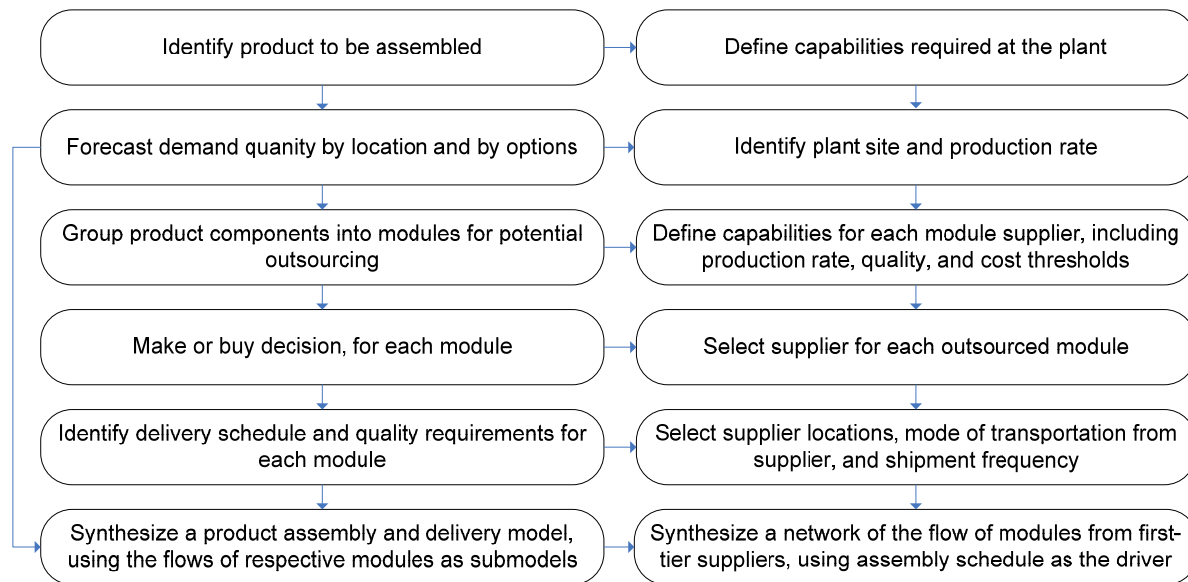 Identify product to be assembled
Define capabilities required at the plant
Forecast demand quanity by location and by options
Identify plant site and production rate
Group product components into modules for potential
outsourcing
Define capabilities for each module supplier, including
production rate, quality, and cost thresholds
Make or buy decision, for each module
Select supplier for each outsourced module
Identify delivery schedule and quality requirements for
each module
Select supplier locations, mode of transportation from
supplier, and shipment frequency
Synthesize a product assembly and delivery model,
using the flows of respective modules as submodels
Synthesize a network of the flow of modules from first-
tier suppliers, using assembly schedule as the driver